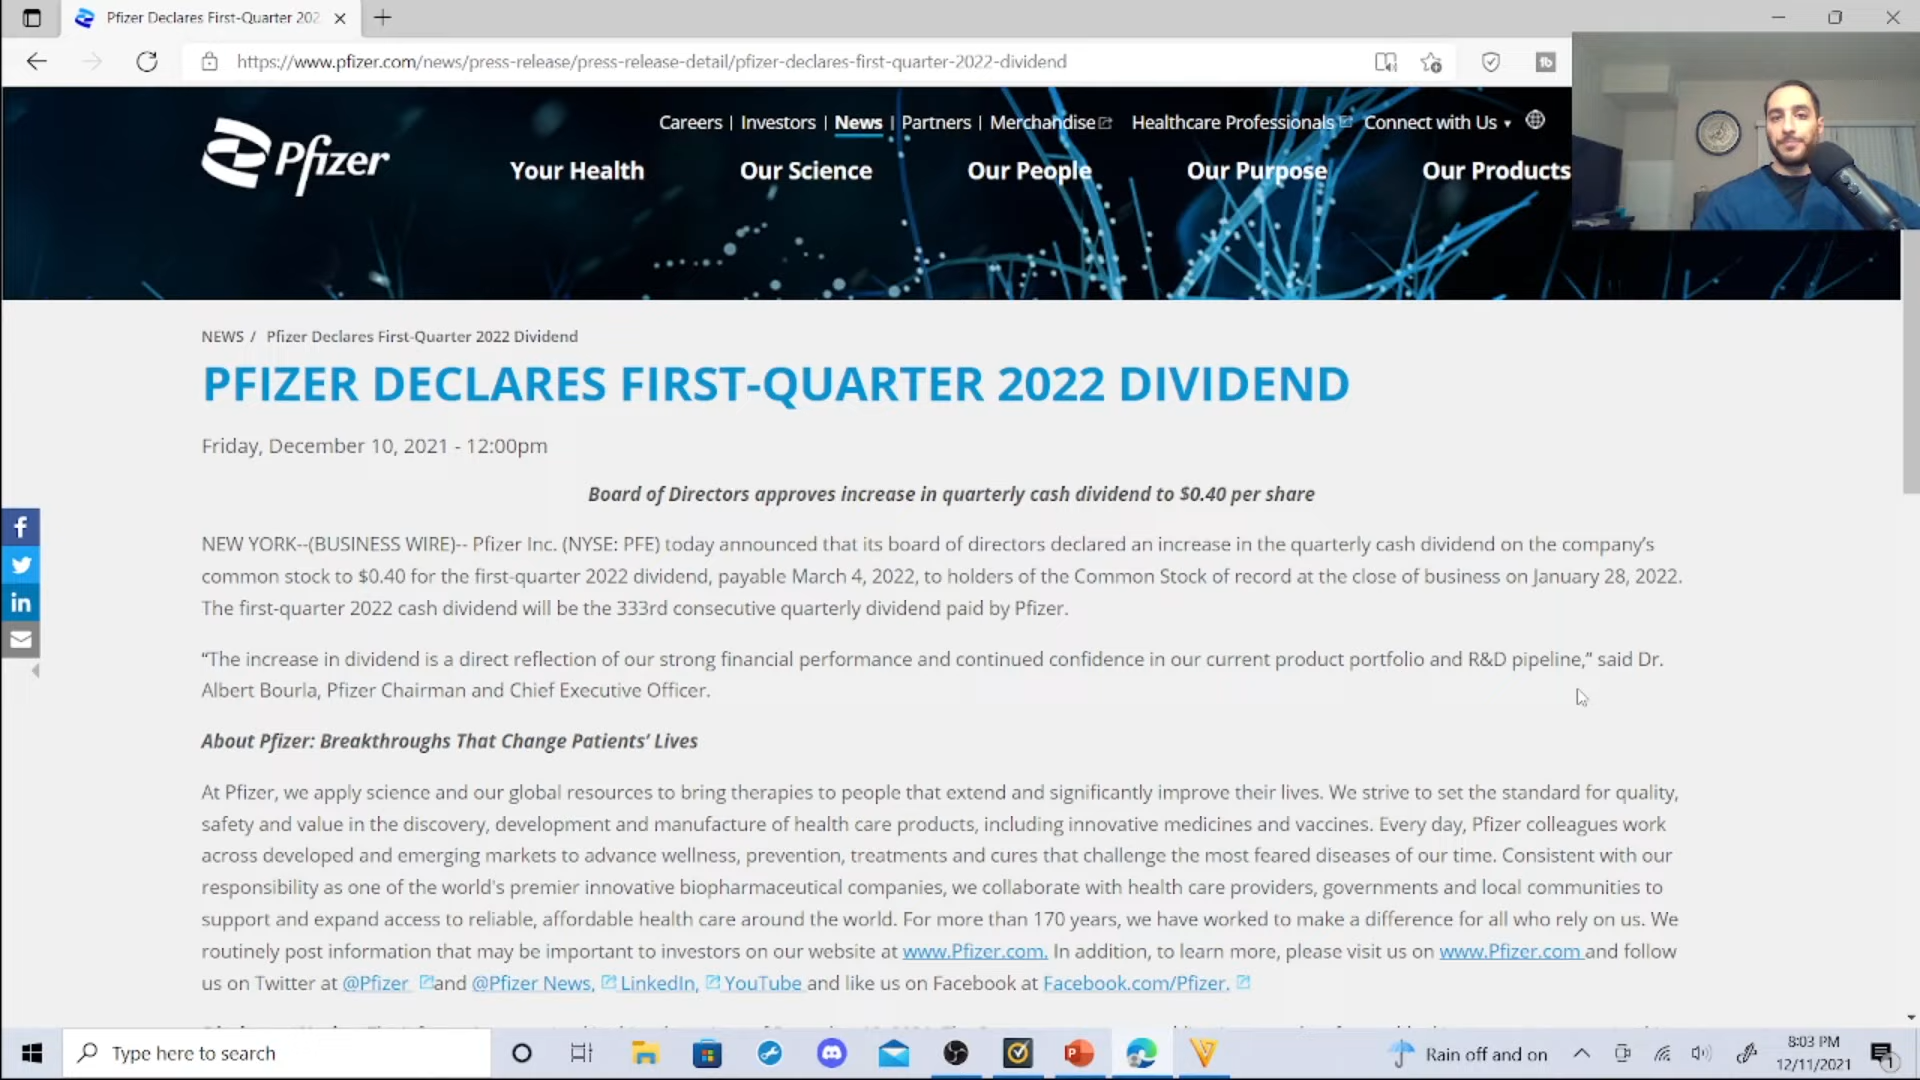 Pfizer Declares First-Quarter 202
https://www.pfizer.com/news/press-release/press-release-detail/pfizer-declares-first-quarter-2022-dividend
Careers | Investors | News | Partners | Merchandise Healthcare Professionals Connect with Us
Pfizer
Your Health Our Science Our People Our Purpose Our Products
NEWS / Pfizer Declares First-Quarter 2022 Dividend
PFIZER DECLARES FIRST-QUARTER 2022 DIVIDEND
Friday, December 10, 2021 - 12:00pm
Board of Directors approves increase in quarterly cash dividend to $0.40 per share
NEW YORK--(BUSINESS WIRE)-- Pfizer Inc. (NYSE: PFE) today announced that its board of directors declared an increase in the quarterly cash dividend on the company’s
common stock to $0.40 for the first-quarter 2022 dividend, payable March 4, 2022, to holders of the Common Stock of record at the close of business on January 28, 2022.
The first-quarter 2022 cash dividend will be the 333rd consecutive quarterly dividend paid by Pfizer.
“The increase in dividend is a direct reflection of our strong financial performance and continued confidence in our current product portfolio and R&D pipeline,” said Dr.
Albert Bourla, Pfizer Chairman and Chief Executive Officer.
About Pfizer: Breakthroughs That Change Patients’ Lives
At Pfizer, we apply science and our global resources to bring therapies to people that extend and significantly improve their lives. We strive to set the standard for quality,
safety and value in the discovery, development and manufacture of health care products, including innovative medicines and vaccines. Every day, Pfizer colleagues work
across developed and emerging markets to advance wellness, prevention, treatments and cures that challenge the most feared diseases of our time. Consistent with our
responsibility as one of the world's premier innovative biopharmaceutical companies, we collaborate with health care providers, governments and local communities to
support and expand access to reliable, affordable health care around the world. For more than 170 years, we have worked to make a difference for all who rely on us. We
routinely post information that may be important to investors on our website at www.Pfizer.com. In addition, to learn more, please visit us on www.Pfizer.com and follow
us on Twitter at @Pfizer and @Pfizer News, LinkedIn, YouTube and like us on Facebook at Facebook.com/Pfizer.
Type here to search
Rain off and on
8:03 PM
12/11/2021